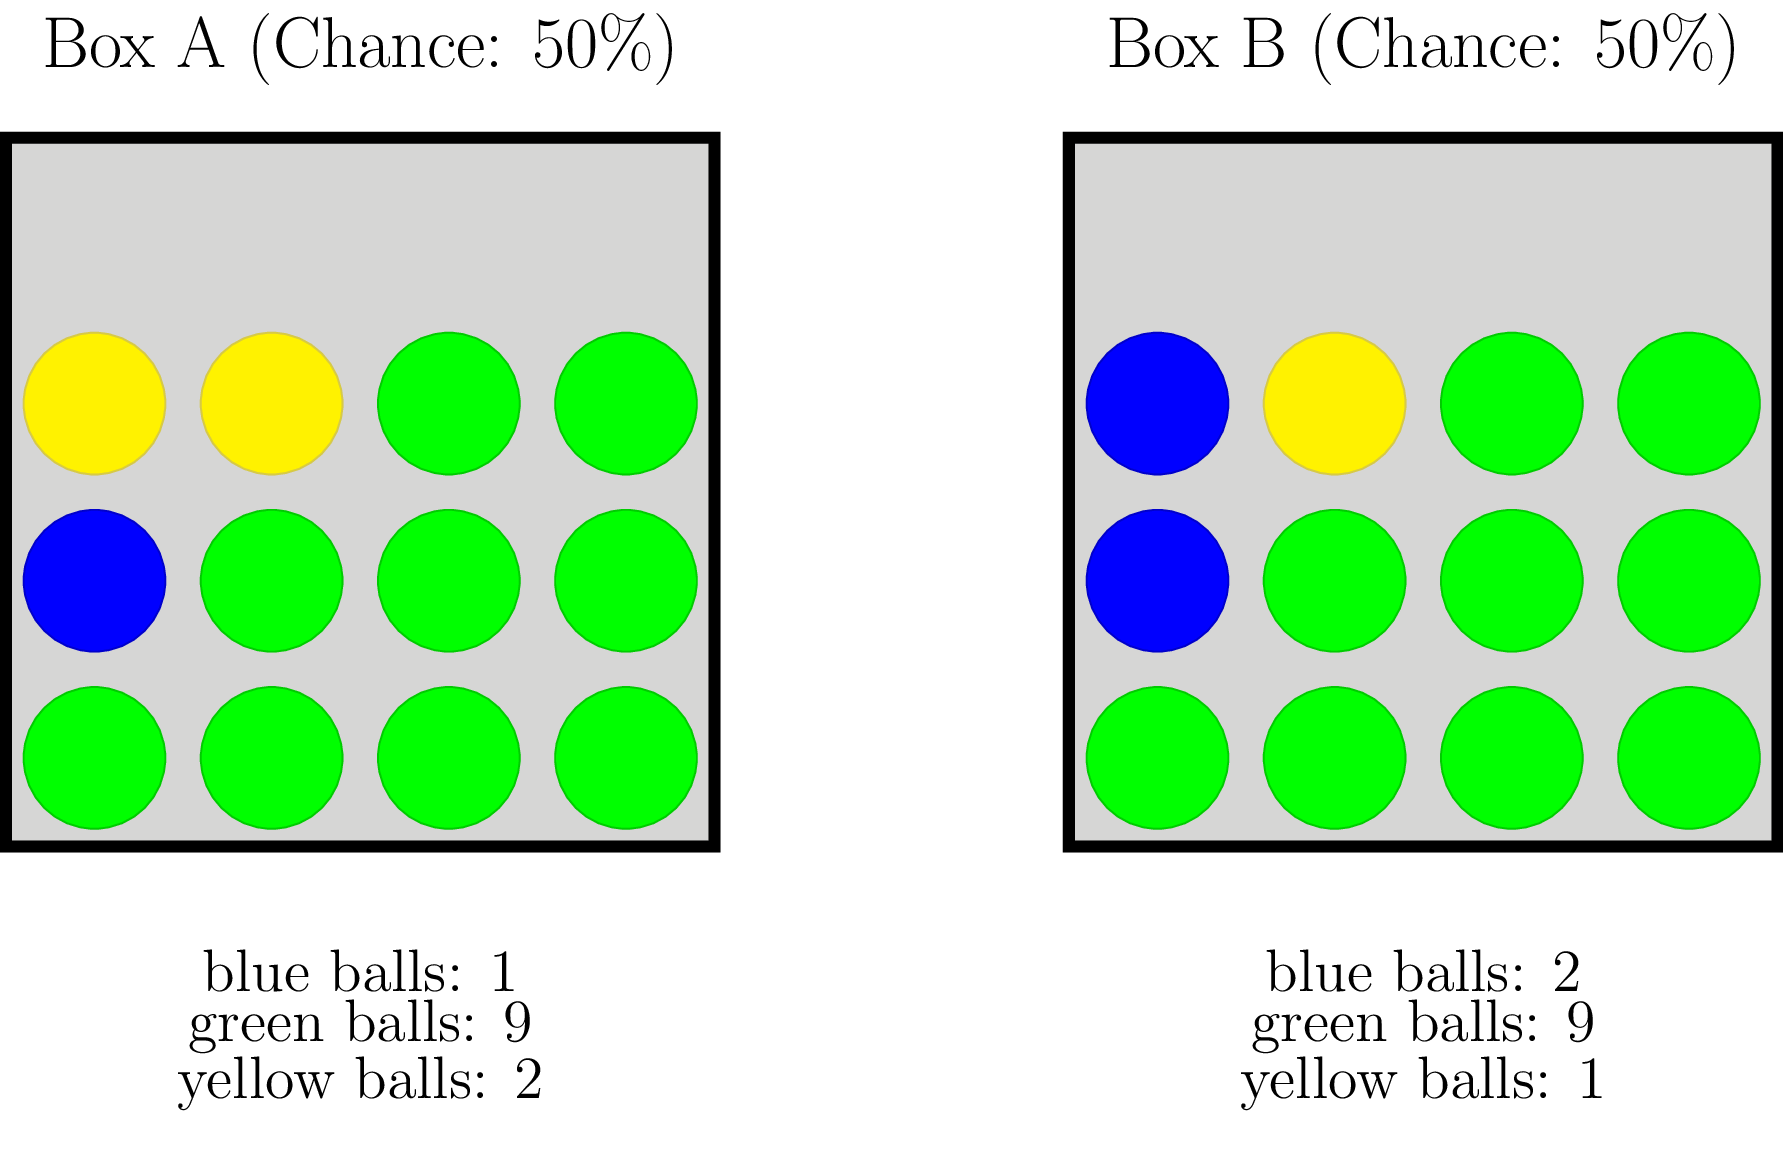 Box A (Chance: 50%)
Box B (Chance: 50%)
blue balls: 1
green balls: 9
yellow balls: 2
blue balls: 2
green balls: 9
yellow balls: 1